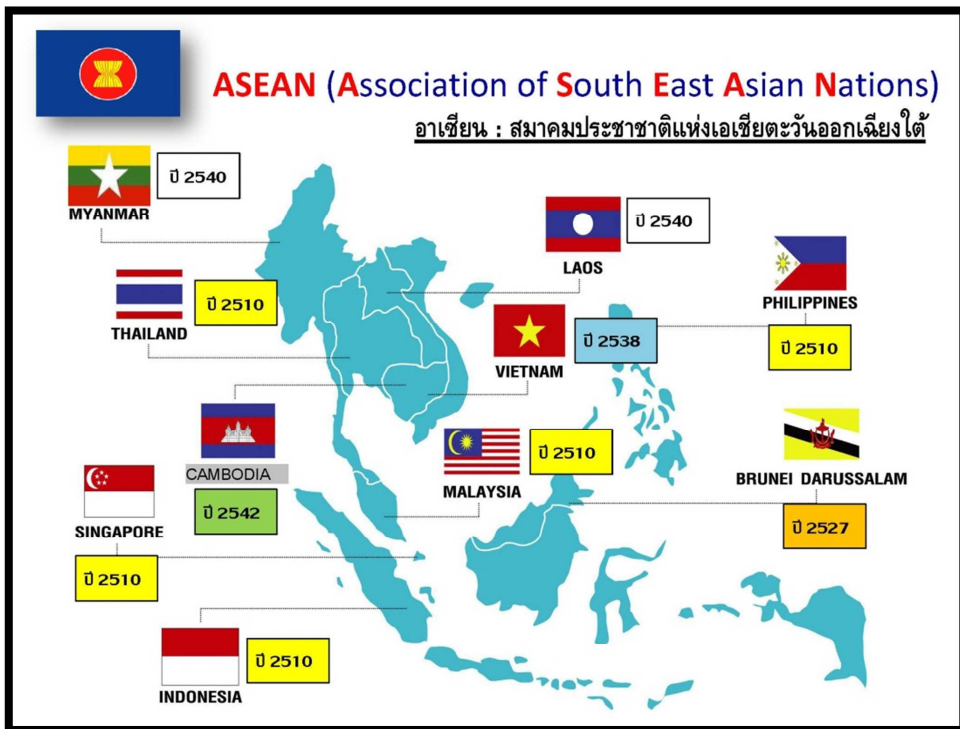 ASEAN (Association of South East Asian Nations)
อาเซียน : สมาคมประชาชาติแห่งเอเชียตะวันออกเฉียงใต้
MYANMAR
ปี 2540
LAOS
ปี 2540
PHILIPPINES
ปี 2510
THAILAND
ปี 2510
VIETNAM
ปี 2538
CAMBODIA
ปี 2542
MALAYSIA
ปี 2510
BRUNEI DARUSSALAM
ปี 2527
SINGAPORE
ปี 2510
INDONESIA
ปี 2510